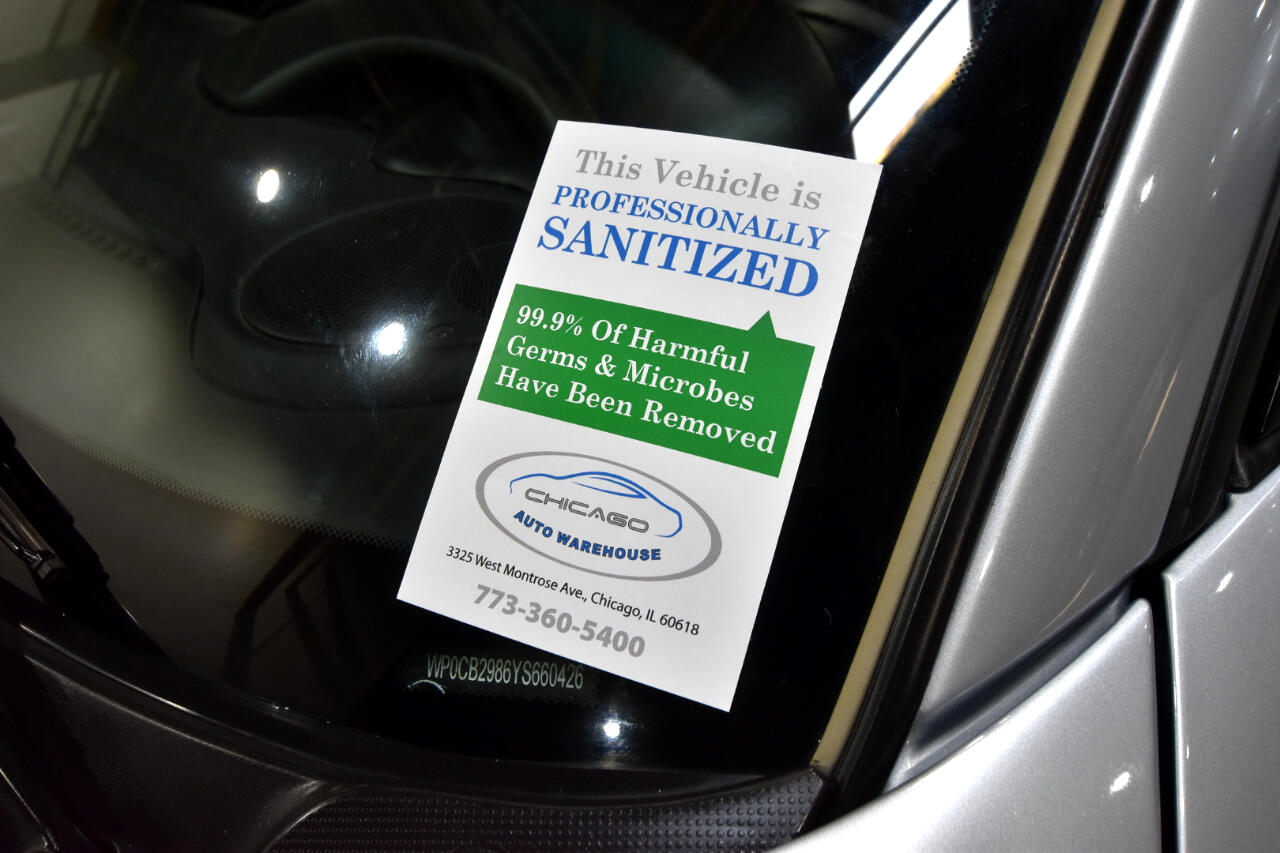 This Vehicle is
PROFESSIONALLY
SANITIZED
99.9% Of Harmful
Germs & Microbes
Have Been Removed
CHICAGO
AUTO WAREHOUSE
3325 West Montrose Ave., Chicago, IL 60618
773-360-5400
WP0CB2986YS660426